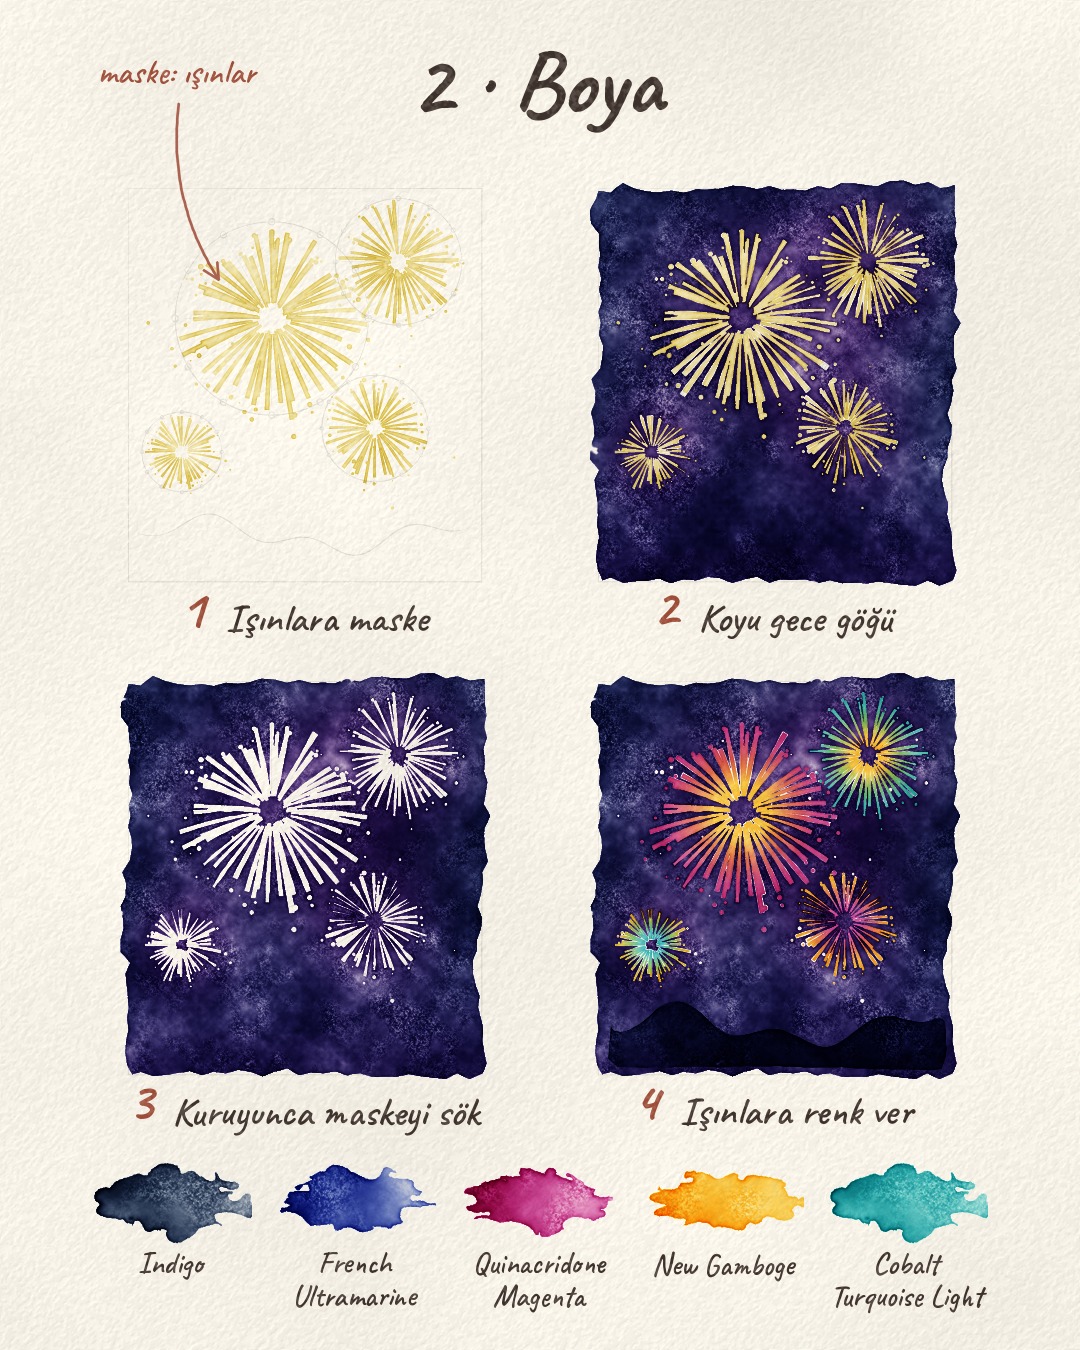 maske: ışınlar
2 · Boya
1 Işınlara maske
2 Koyu gece göğü
3 Kuruyunca maskeyi sök
4 Işınlara renk ver
Indigo
French
Ultramarine
Quinacridone
Magenta
New Gamboge
Cobalt
Turquoise Light